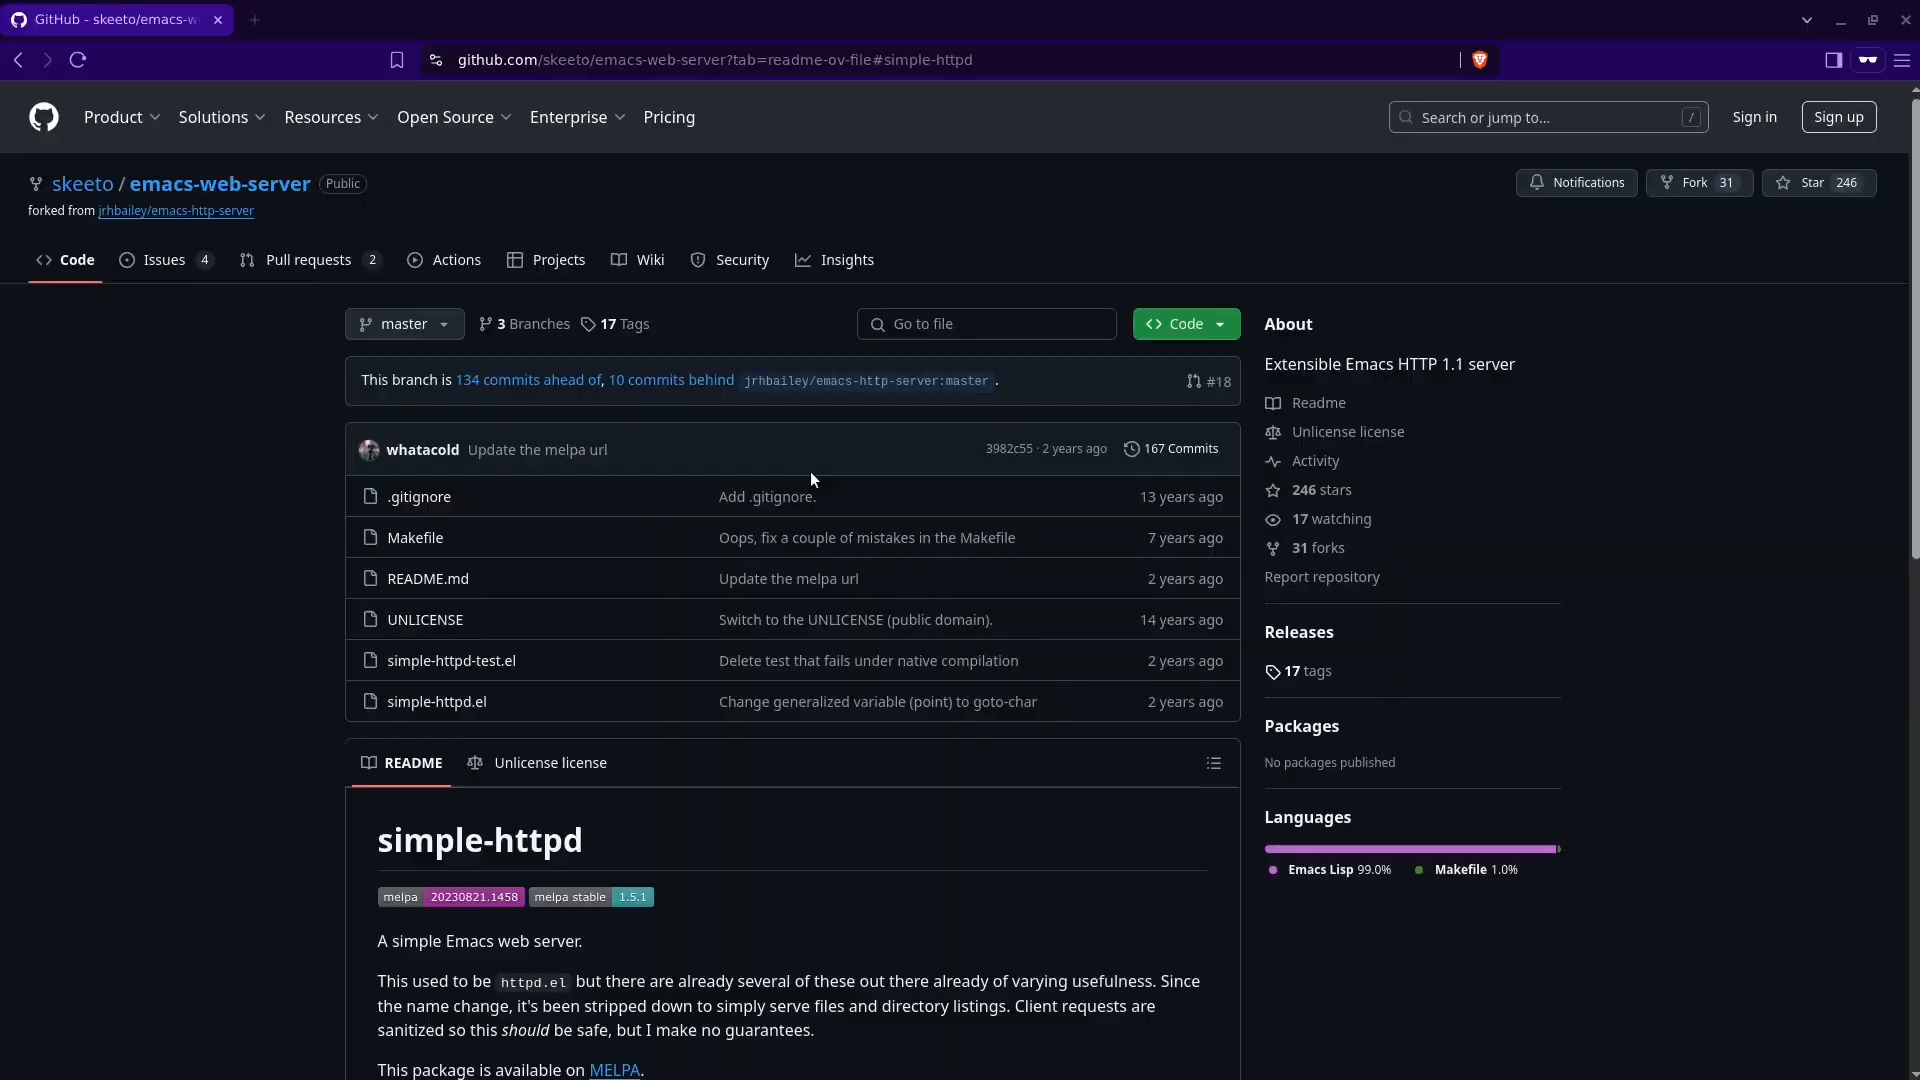 GitHub - skeeto/emacs-w
github.com/skeeto/emacs-web-server?tab=readme-ov-file#simple-httpd
Product Solutions Resources Open Source Enterprise Pricing Search or jump to... / Sign in Sign up
skeeto / emacs-web-server Public Notifications Fork 31 Star 246
forked from jrhbailey/emacs-http-server
Code Issues 4 Pull requests 2 Actions Projects Wiki Security Insights
master 3 Branches 17 Tags Go to file Code
This branch is 134 commits ahead of, 10 commits behind jrhbailey/emacs-http-server:master . #18
whatacold Update the melpa url 3982c55 · 2 years ago 167 Commits
.gitignore Add .gitignore. 13 years ago
Makefile Oops, fix a couple of mistakes in the Makefile 7 years ago
README.md Update the melpa url 2 years ago
UNLICENSE Switch to the UNLICENSE (public domain). 14 years ago
simple-httpd-test.el Delete test that fails under native compilation 2 years ago
simple-httpd.el Change generalized variable (point) to goto-char 2 years ago
README Unlicense license
simple-httpd
melpa 20230821.1458 melpa stable 1.5.1
A simple Emacs web server.
This used to be httpd.el but there are already several of these out there already of varying usefulness. Since
the name change, it's been stripped down to simply serve files and directory listings. Client requests are
sanitized so this should be safe, but I make no guarantees.
This package is available on MELPA.
About
Extensible Emacs HTTP 1.1 server
Readme
Unlicense license
Activity
246 stars
17 watching
31 forks
Report repository
Releases
17 tags
Packages
No packages published
Languages
Emacs Lisp 99.0% Makefile 1.0%